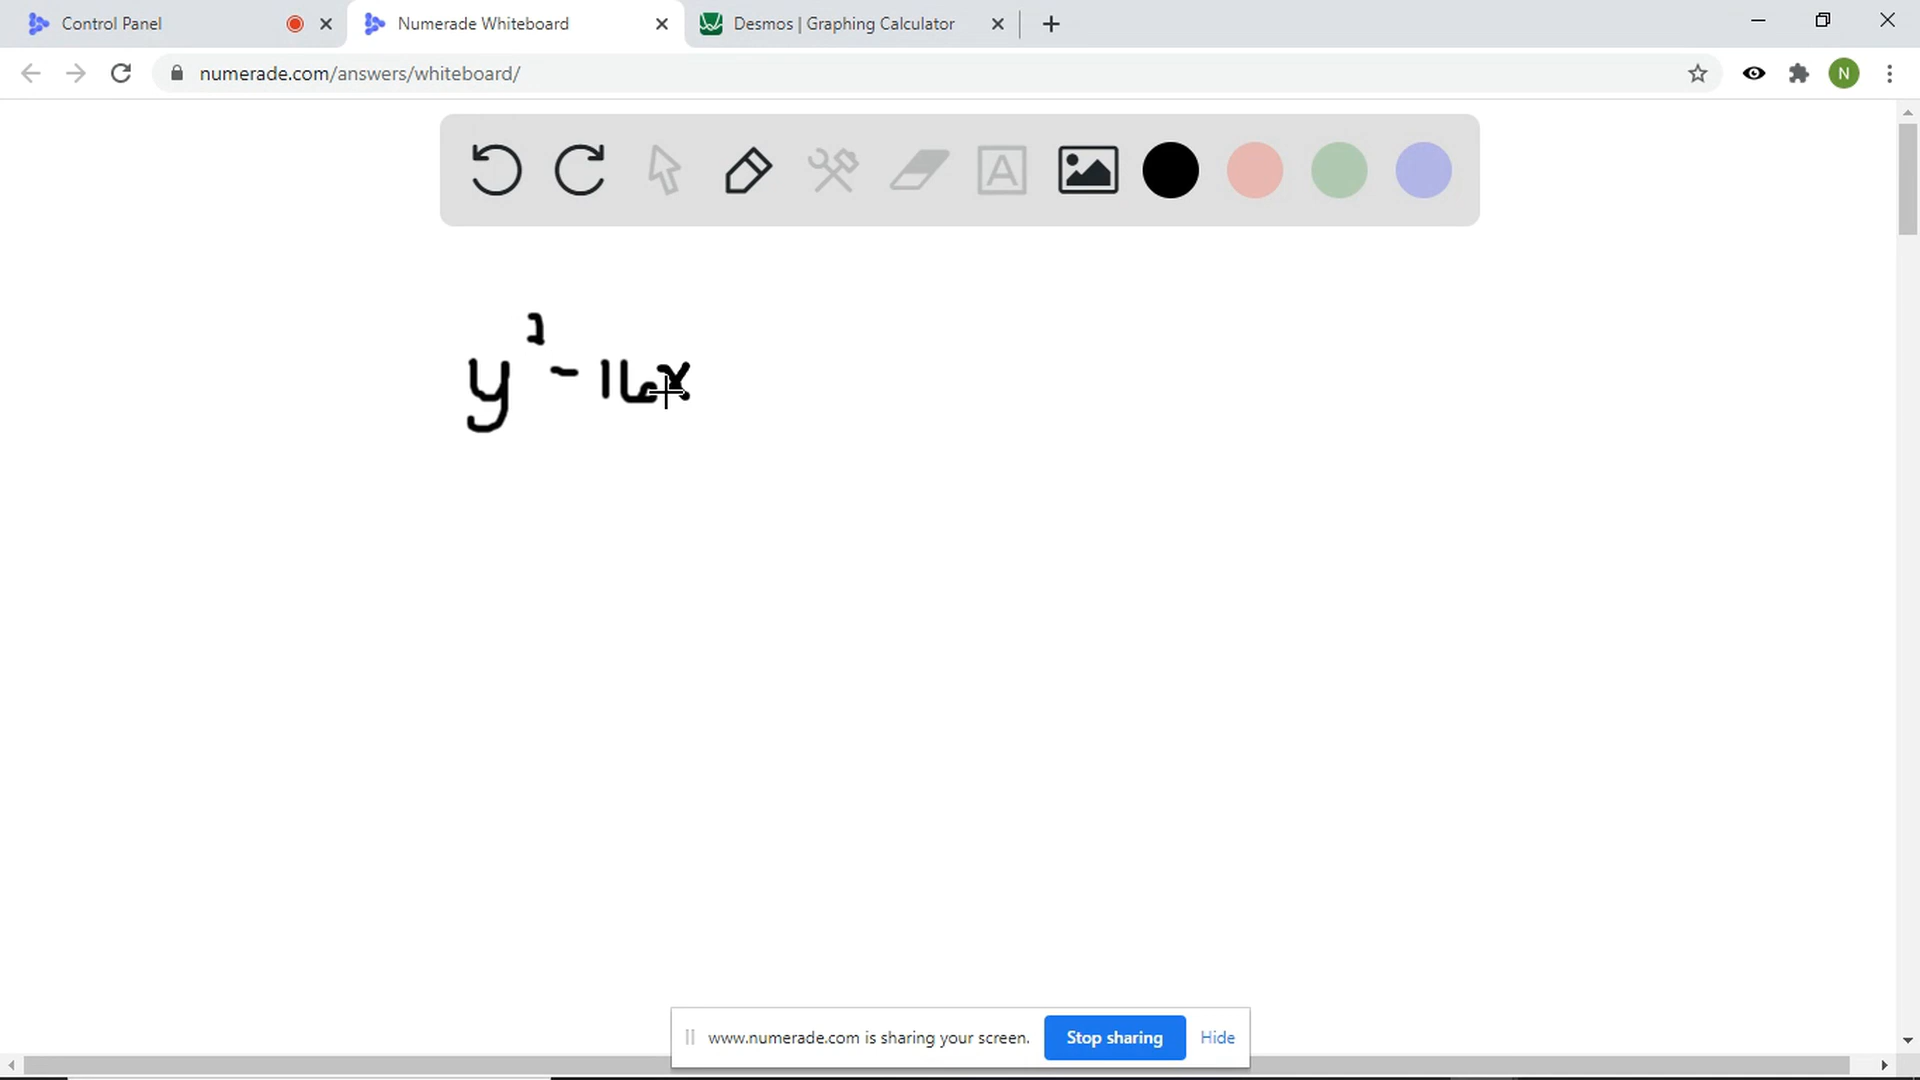 Control Panel
Numerade Whiteboard
Desmos | Graphing Calculator
numerade.com/answers/whiteboard/
N
A
y² - 16x
www.numerade.com is sharing your screen.
Stop sharing
Hide